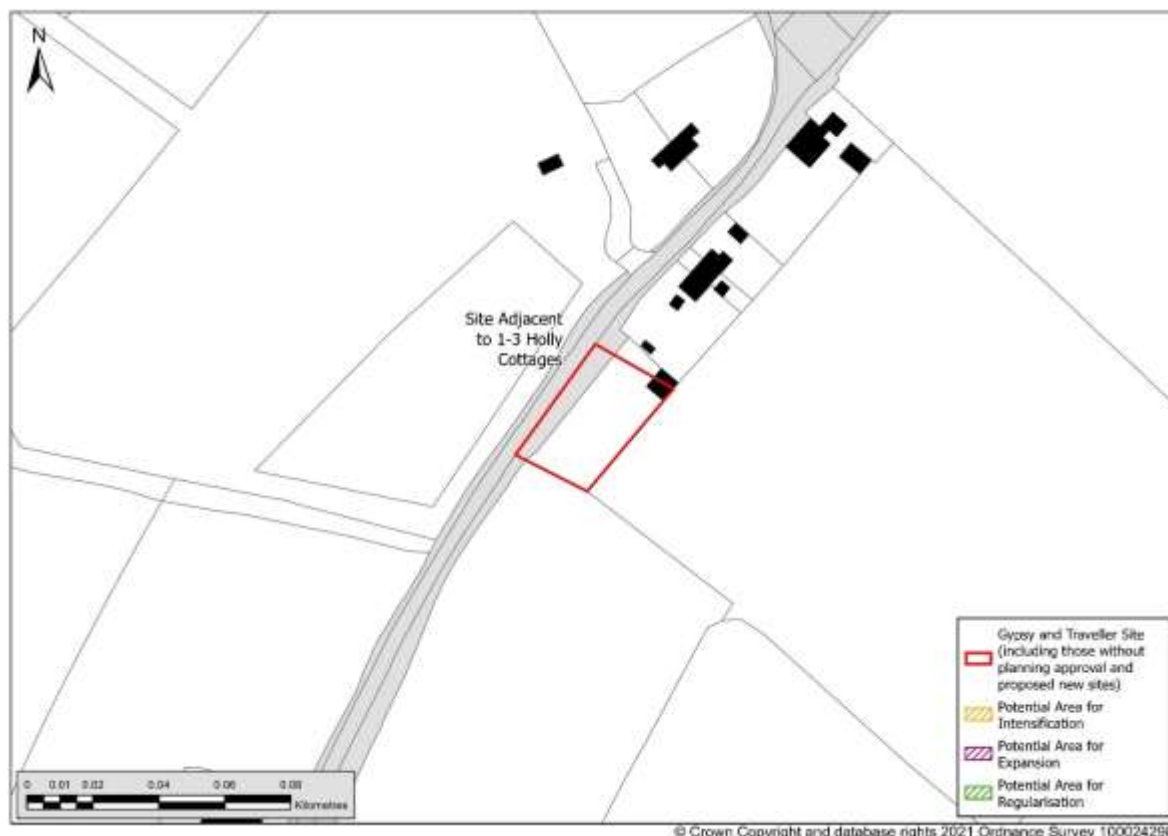 N
Site Adjacent
to 1-3 Holly
Cottages
Gypsy and Traveller Site
(including those without
planning approval and
proposed new sites)
Potential Area for
Intensification
Potential Area for
Expansion
Potential Area for
Regularisation
0 0.01 0.02 0.04 0.06 0.08
Kilometres
© Crown Copyright and database rights 2021 Ordnance Survey